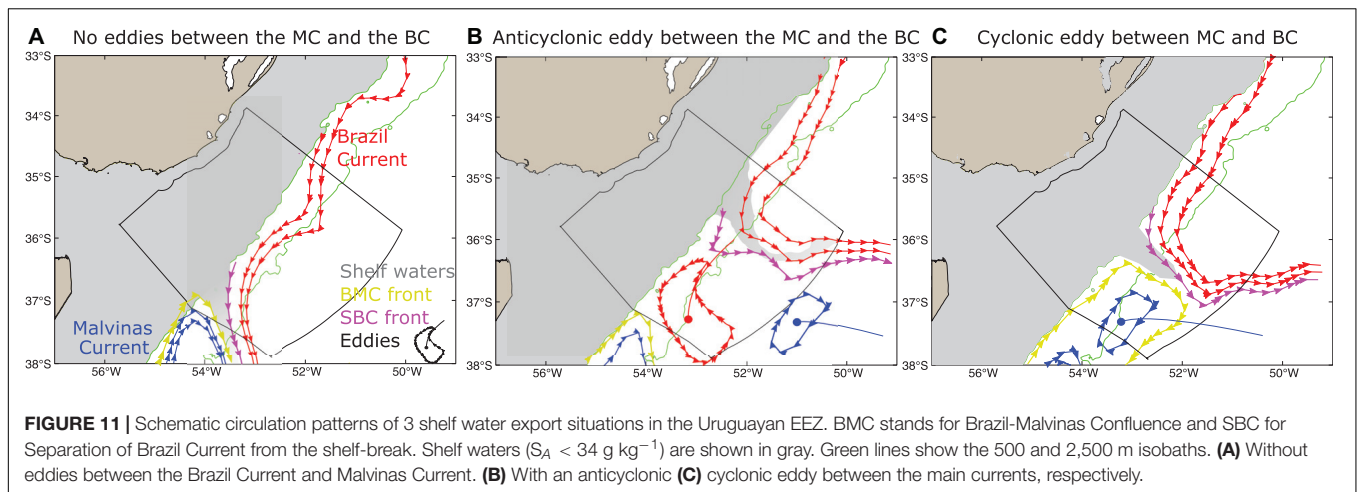 A No eddies between the MC and the BC
33°S
34°S
35°S
36°S
37°S
38°S
56°W
54°W
52°W
50°W
Brazil
Current
Shelf waters
BMC front
SBC front
Eddies
Malvinas
Current
B Anticyclonic eddy between the MC and the BC
33°S
34°S
35°S
36°S
37°S
38°S
56°W
54°W
52°W
50°W
C Cyclonic eddy between MC and BC
33°S
34°S
35°S
36°S
37°S
38°S
56°W
54°W
52°W
50°W
FIGURE 11 | Schematic circulation patterns of 3 shelf water export situations in the Uruguayan EEZ. BMC stands for Brazil-Malvinas Confluence and SBC for
Separation of Brazil Current from the shelf-break. Shelf waters (S_A < 34 g kg⁻¹) are shown in gray. Green lines show the 500 and 2,500 m isobaths. (A) Without
eddies between the Brazil Current and Malvinas Current. (B) With an anticyclonic (C) cyclonic eddy between the main currents, respectively.